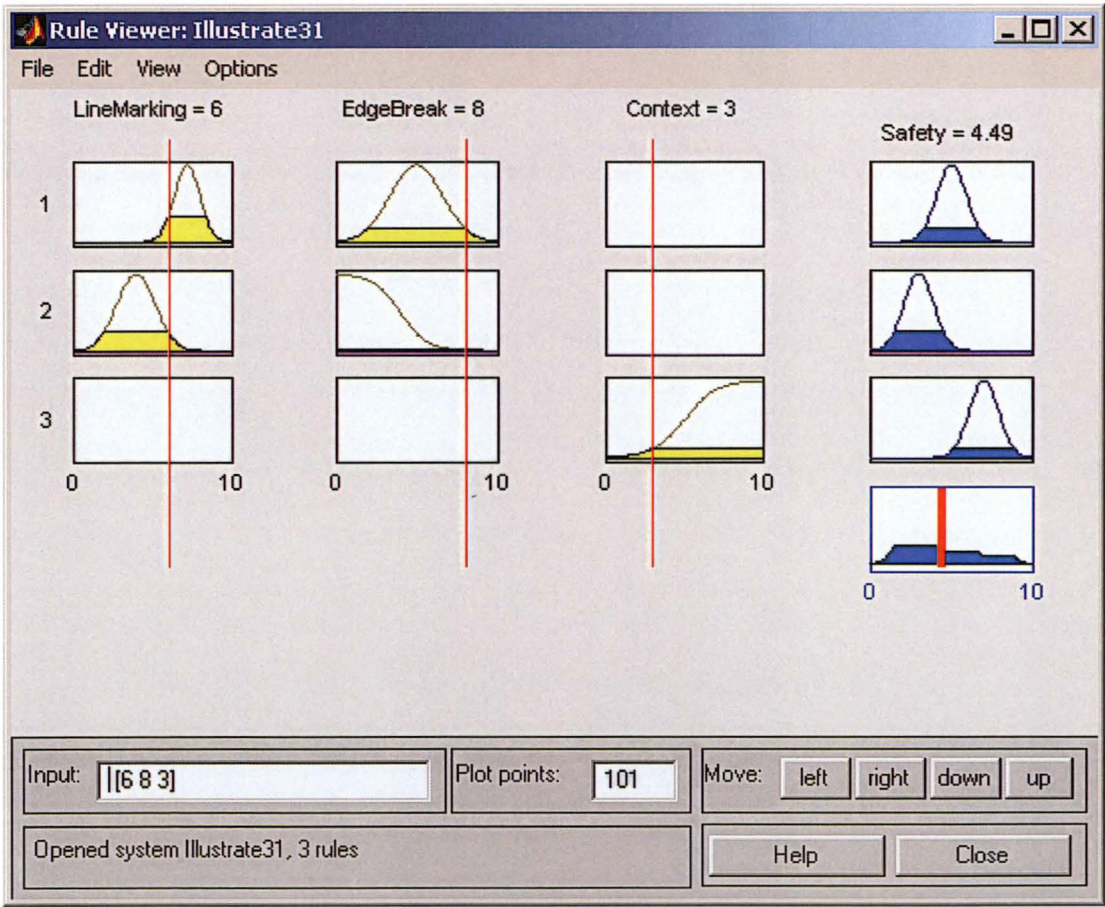 Rule Viewer: Illustrate31
File Edit View Options
LineMarking = 6 EdgeBreak = 8 Context = 3
Safety = 4.49
1
2
3
0 10 0 10 0 10
0 10
Input: |[6 8 3] Plot points: 101 Move: left right down up
Opened system Illustrate31, 3 rules Help Close